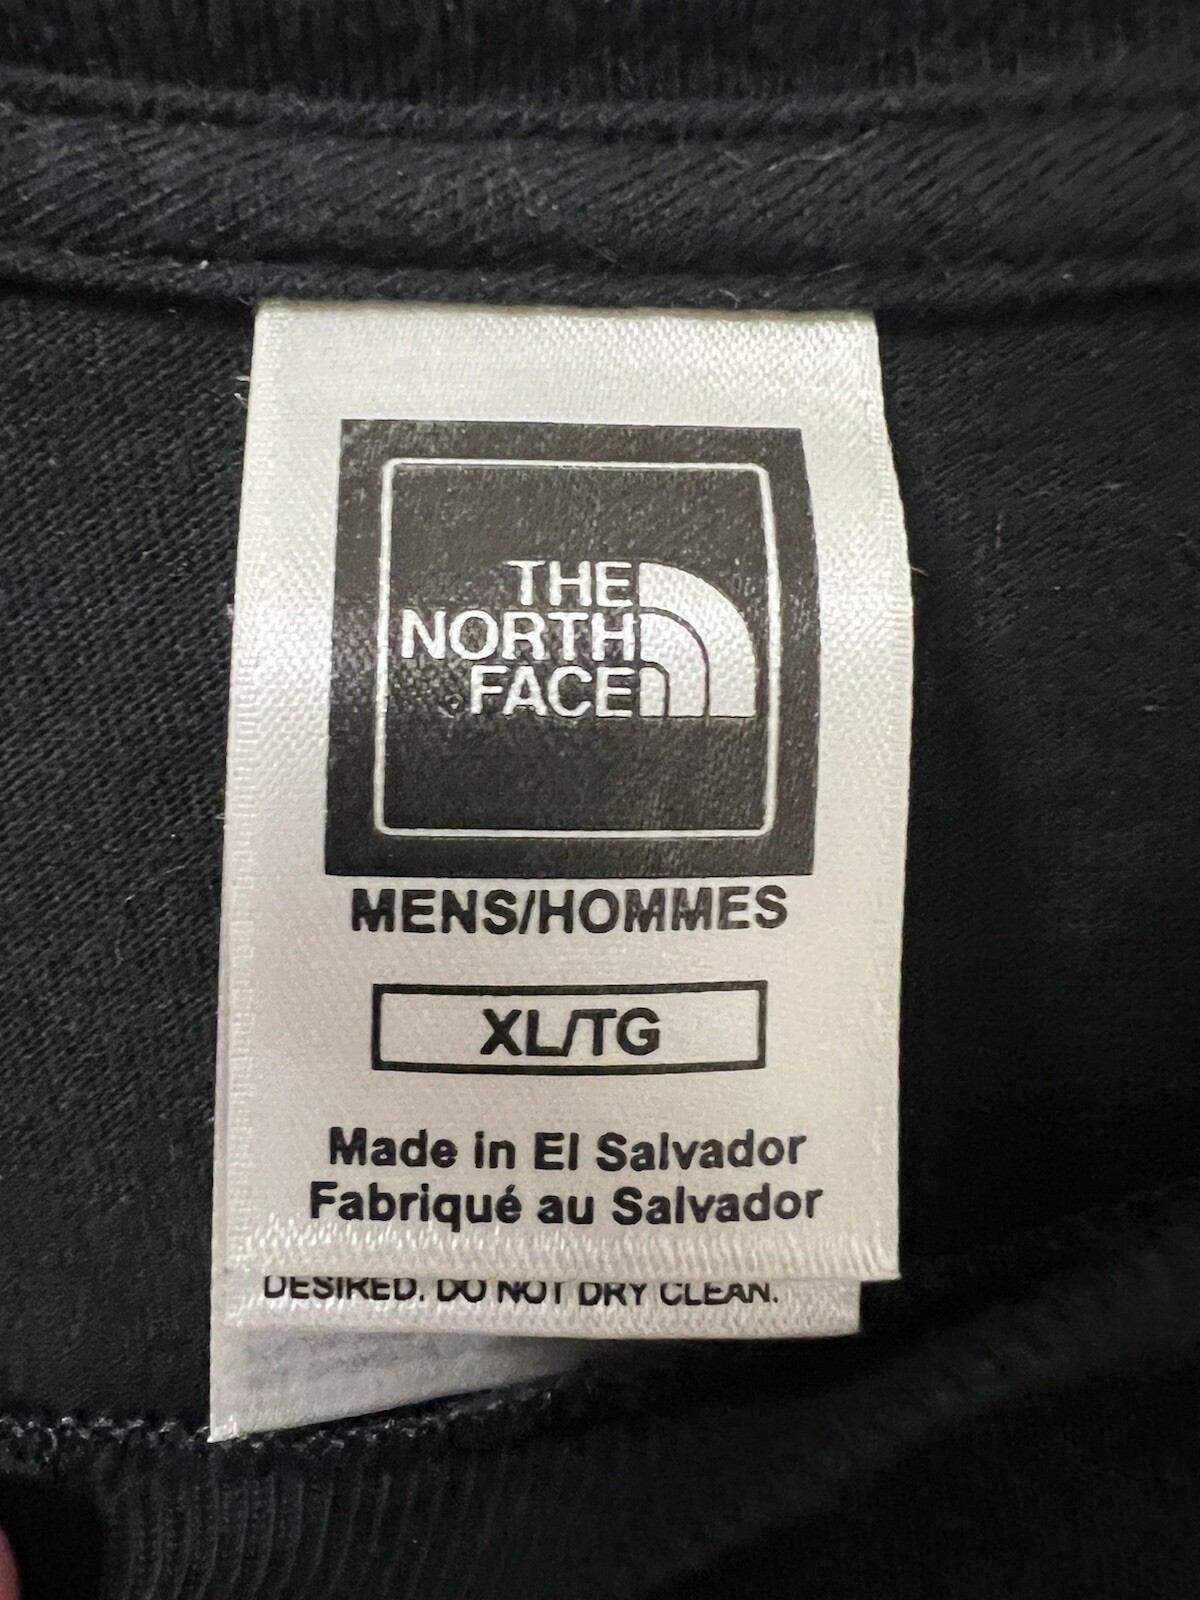 THE
NORTH
FACE
MENS/HOMMES
XL/TG
Made in El Salvador
Fabriqué au Salvador
DESIRED. DO NOT DRY CLEAN.